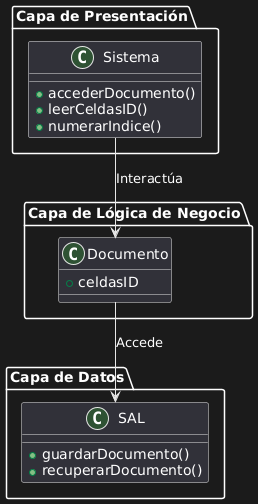 Capa de Presentación
C Sistema
accederDocumento()
leerCeldasID()
numerarIndice()
Interactúa
Capa de Lógica de Negocio
C Documento
celdasID
Accede
Capa de Datos
C SAL
guardarDocumento()
recuperarDocumento()